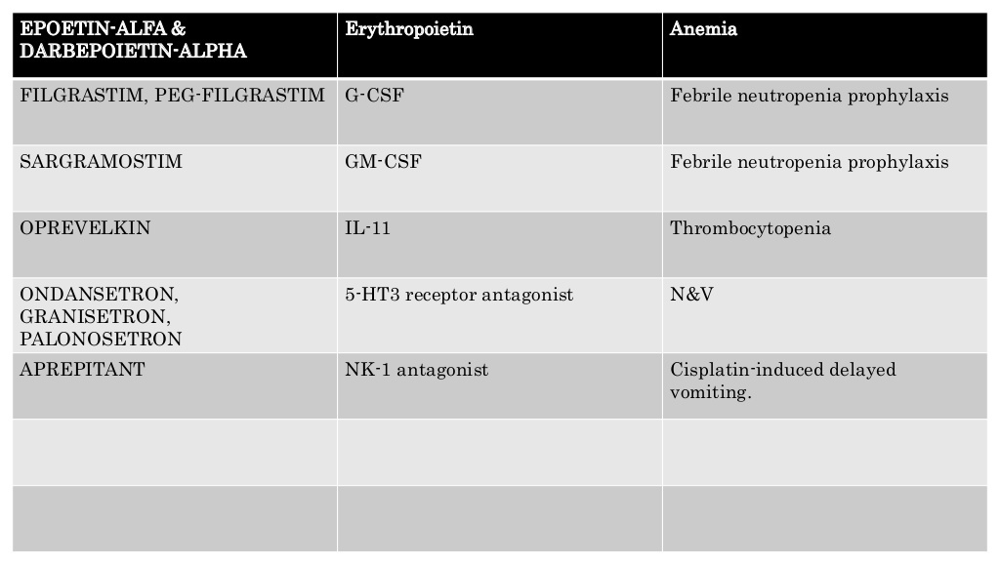 EPOETIN-ALFA & Erythropoietin Anemia
DARBEPOIETIN-ALPHA
FILGRASTIM, PEG-FILGRASTIM G-CSF Febrile neutropenia prophylaxis
SARGRAMOSTIM GM-CSF Febrile neutropenia prophylaxis
OPREVELKIN IL-11 Thrombocytopenia
ONDANSETRON, 5-HT3 receptor antagonist N&V
GRANISETRON,
PALONOSETRON
APREPITANT NK-1 antagonist Cisplatin-induced delayed
vomiting.